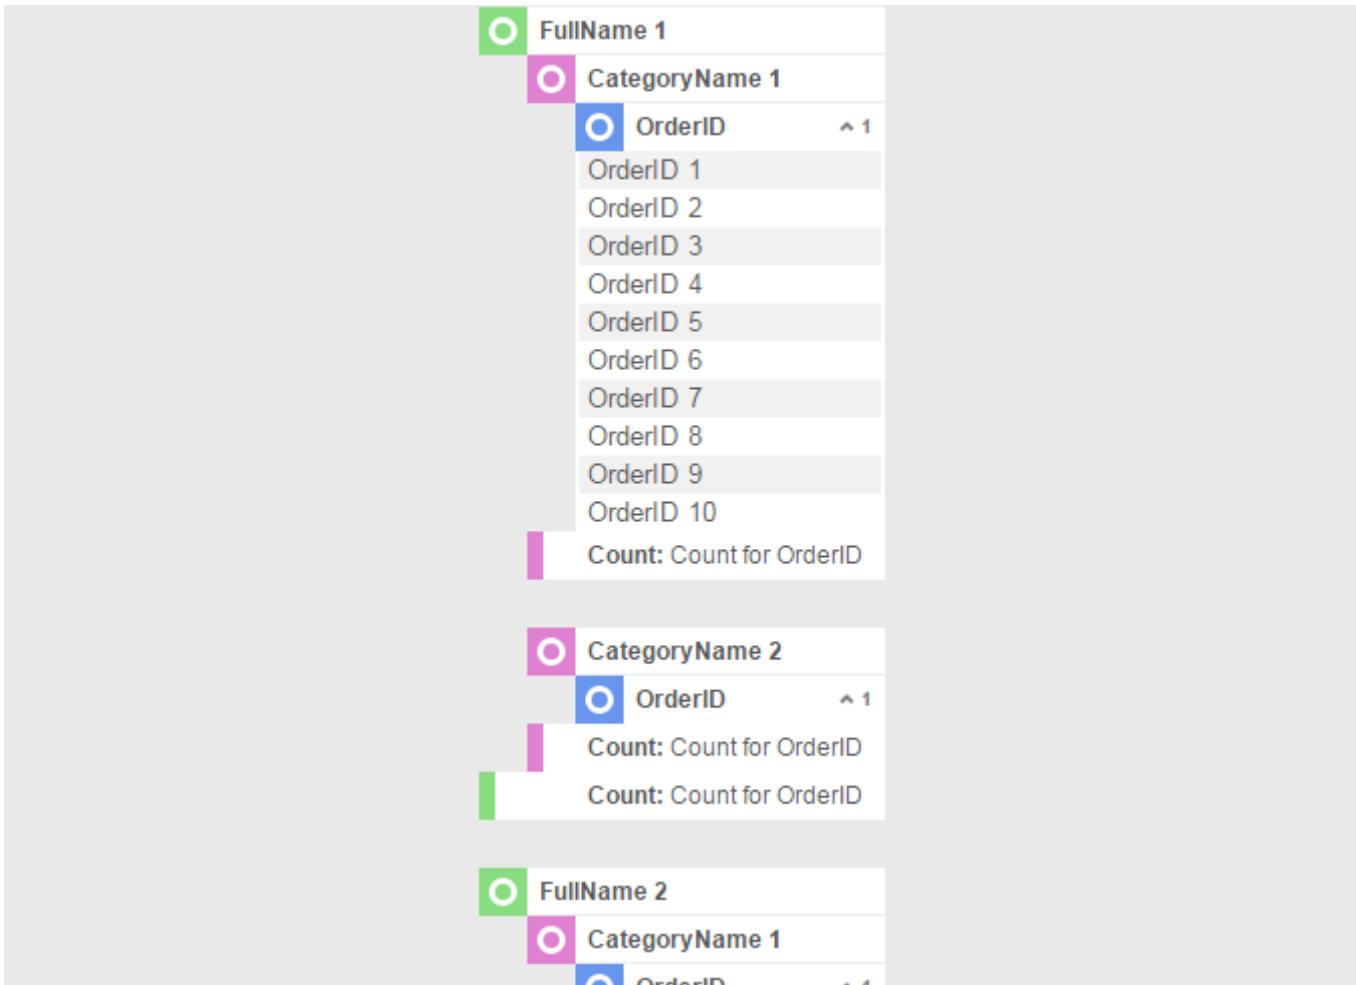 FullName 1
CategoryName 1
OrderID 1
OrderID 1
OrderID 2
OrderID 3
OrderID 4
OrderID 5
OrderID 6
OrderID 7
OrderID 8
OrderID 9
OrderID 10
Count: Count for OrderID
CategoryName 2
OrderID 1
Count: Count for OrderID
Count: Count for OrderID
FullName 2
CategoryName 1
OrderID 1